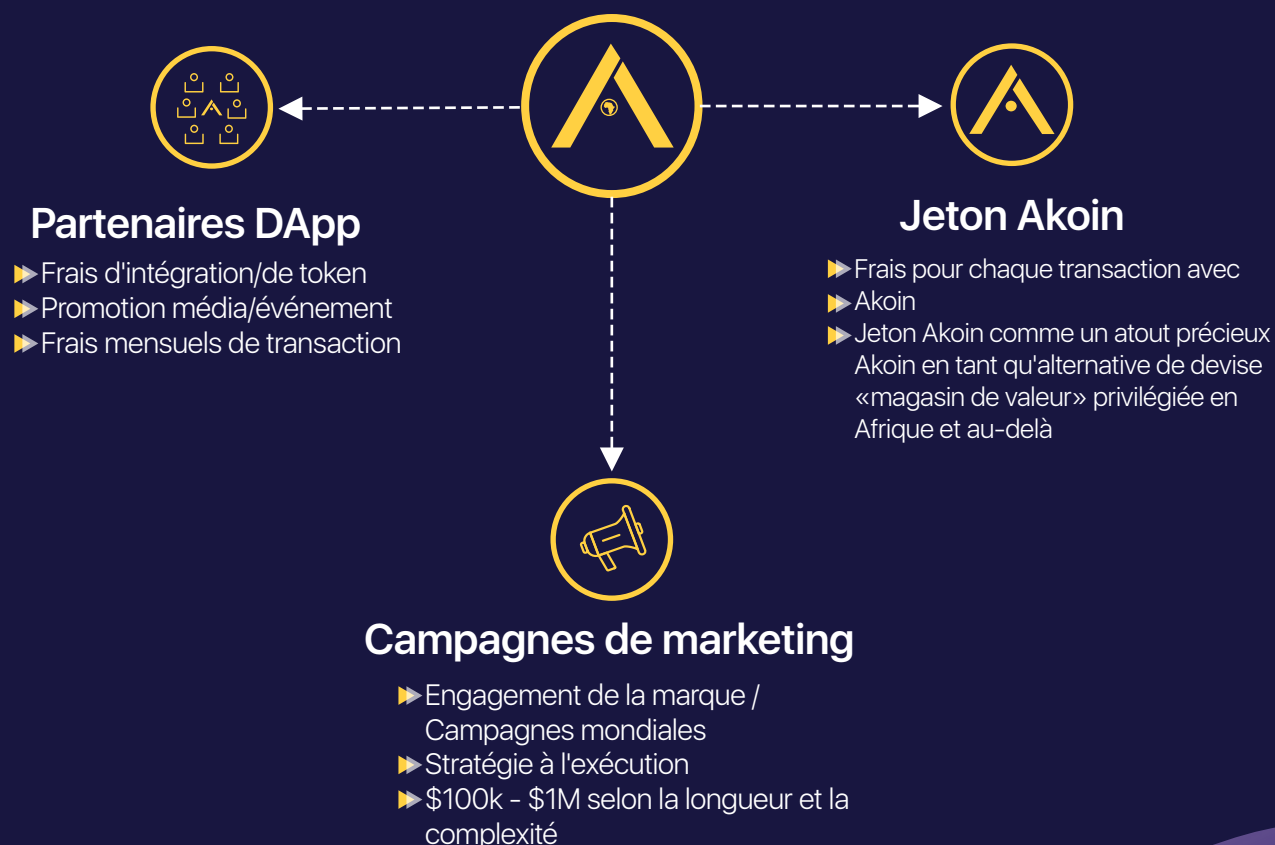 Partenaires DApp
Frais d'intégration/de token
Promotion média/événement
Frais mensuels de transaction
Jeton Akoin
Frais pour chaque transaction avec
Akoin
Jeton Akoin comme un atout précieux
Akoin en tant qu'alternative de devise
«magasin de valeur» privilégiée en
Afrique et au-delà
Campagnes de marketing
Engagement de la marque /
Campagnes mondiales
Stratégie à l'exécution
$100k - $1M selon la longueur et la
complexité